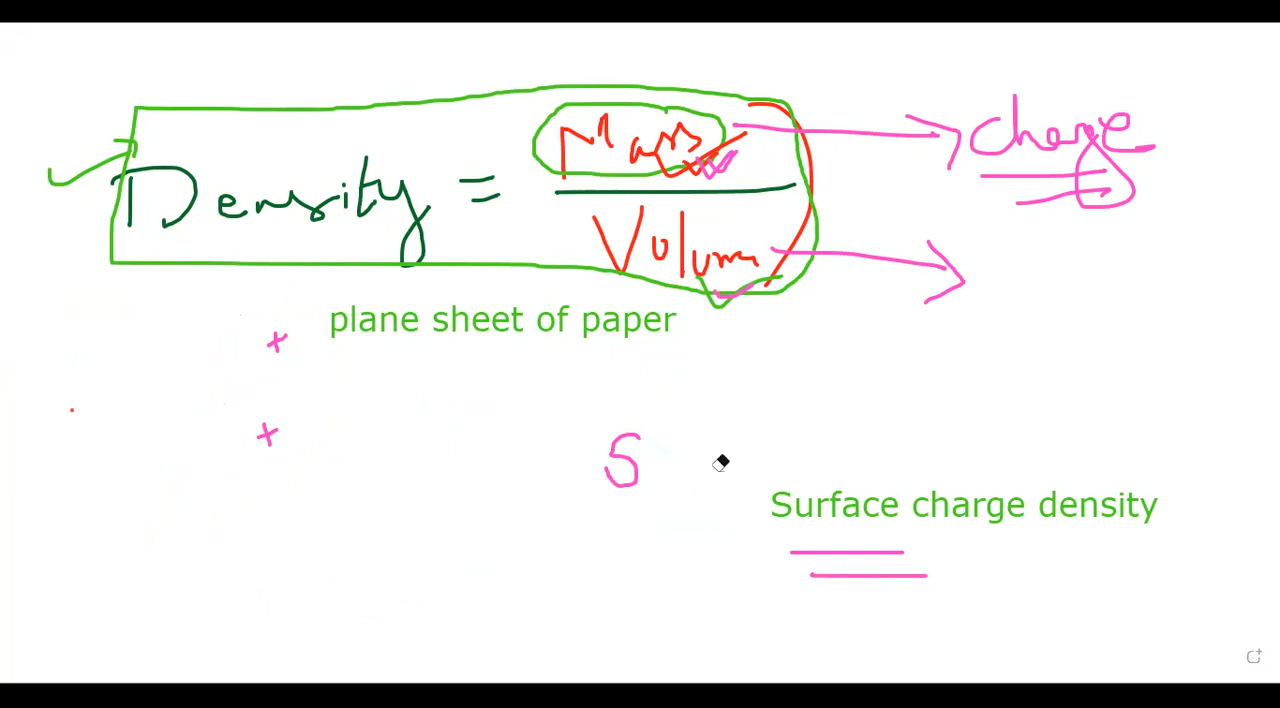 Mass → charge
Density = 
Volume →
plane sheet of paper
+
+
S
Surface charge density